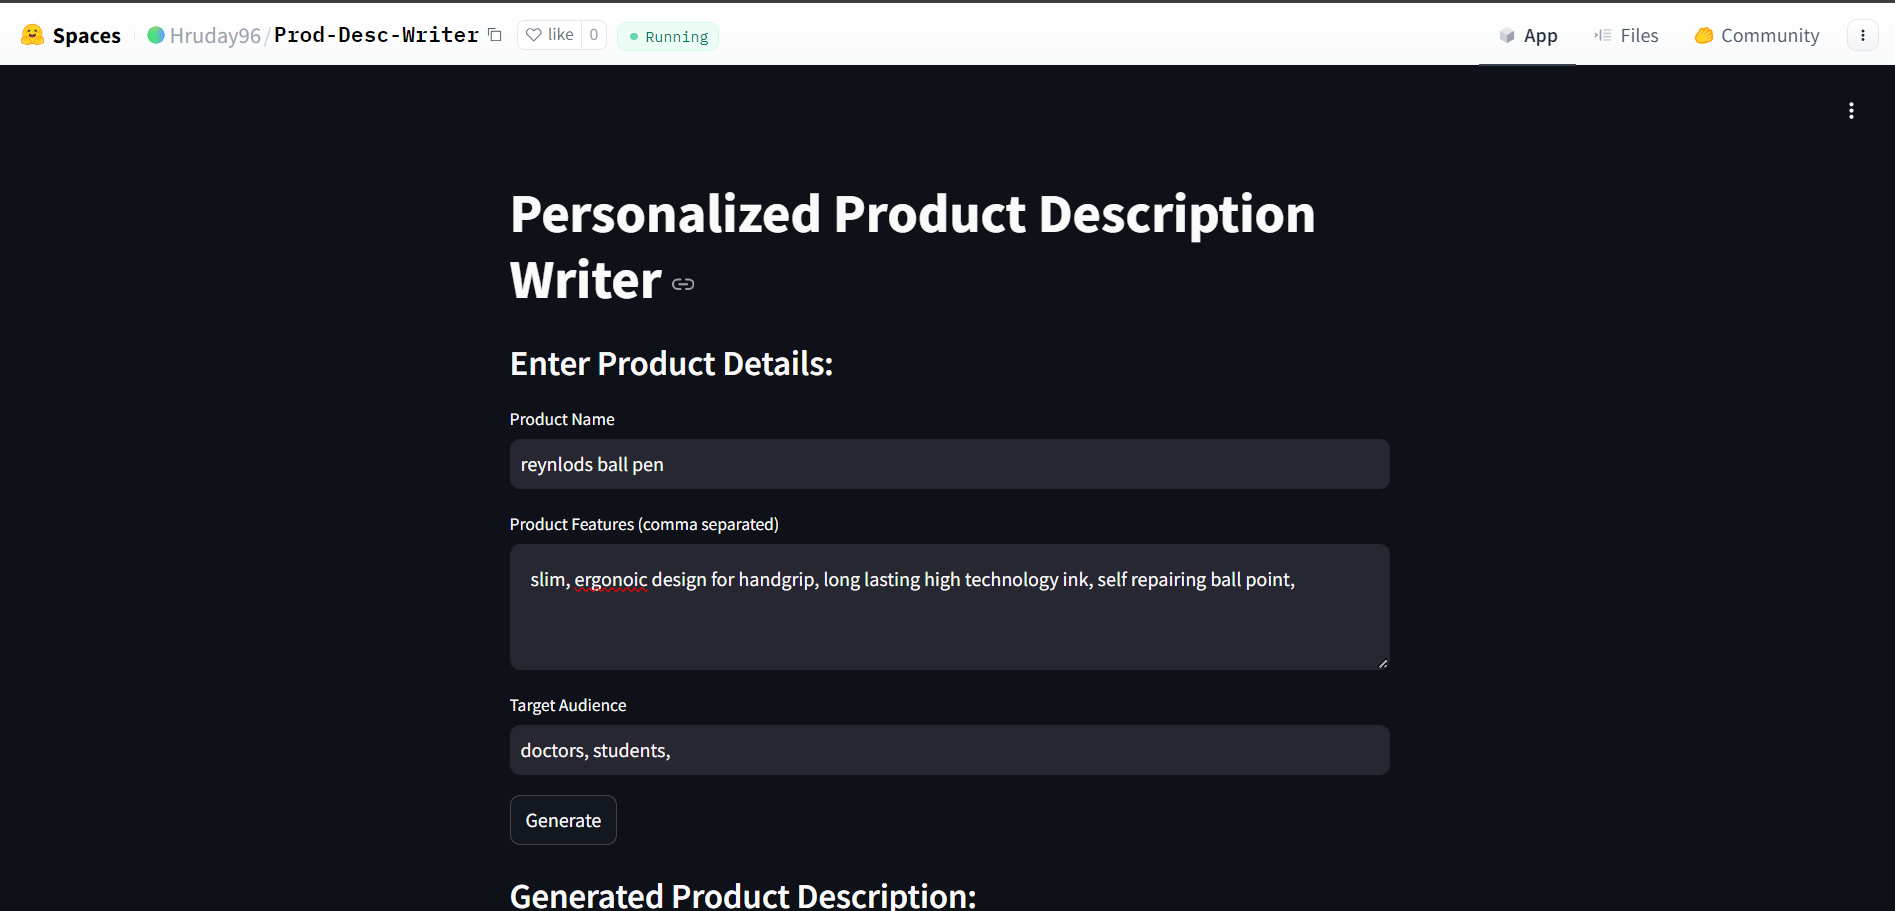 Spaces Hruday96/Prod-Desc-Writer like 0 Running App Files Community
Personalized Product Description
Writer
Enter Product Details:
Product Name
reynlods ball pen
Product Features (comma separated)
slim, ergonoic design for handgrip, long lasting high technology ink, self repairing ball point,
Target Audience
doctors, students,
Generate
Generated Product Description: